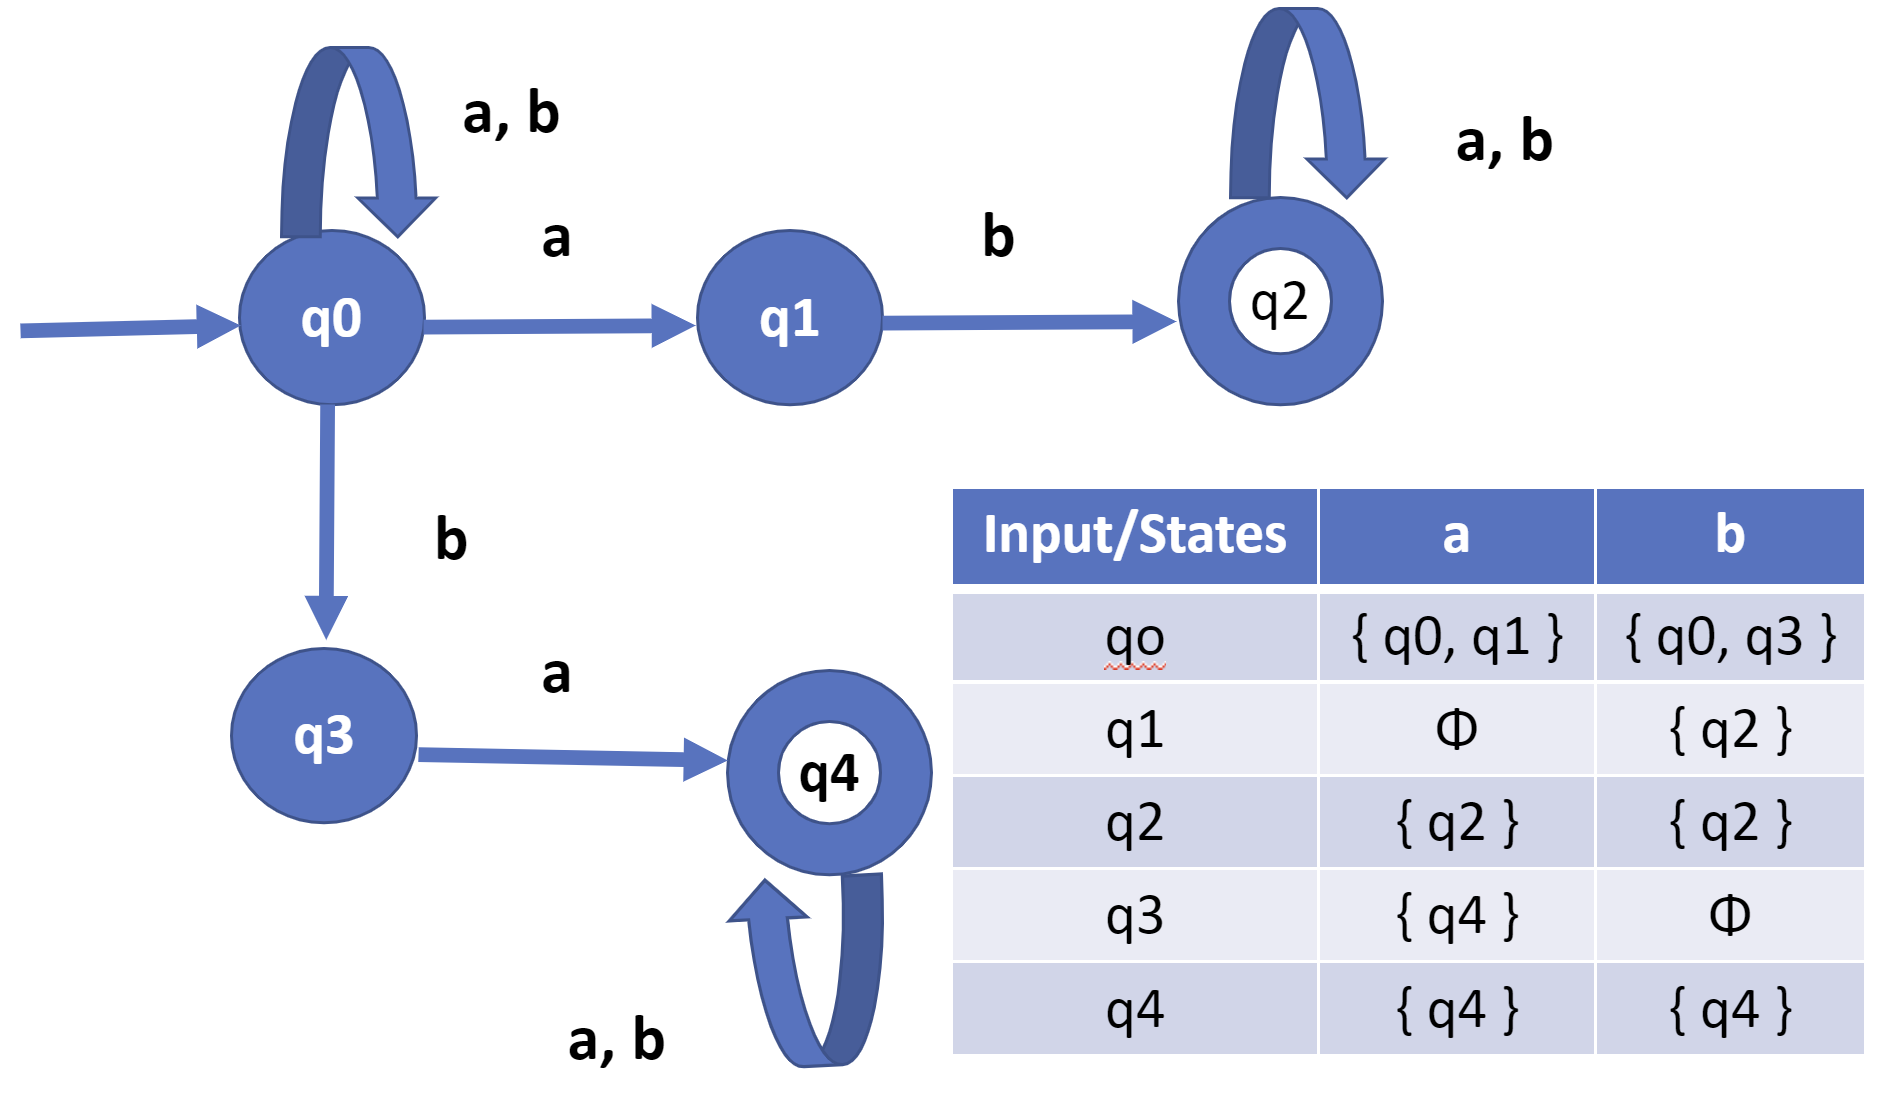 a, b
a, b
a
b
q0
q1
q2
b
a
q3
q4
a, b
Input/States a b
qo { q0, q1 } { q0, q3 }
q1 Φ { q2 }
q2 { q2 } { q2 }
q3 { q4 } Φ
q4 { q4 } { q4 }